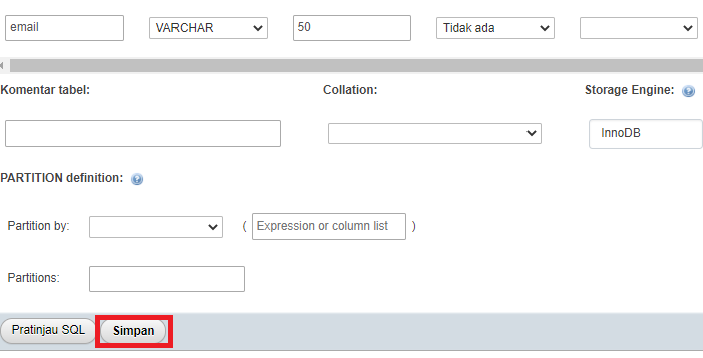 email VARCHAR 50 Tidak ada
Komentar tabel: Collation: Storage Engine:
InnoDB
PARTITION definition:
Partition by: ( Expression or column list )
Partitions:
Pratinjau SQL Simpan